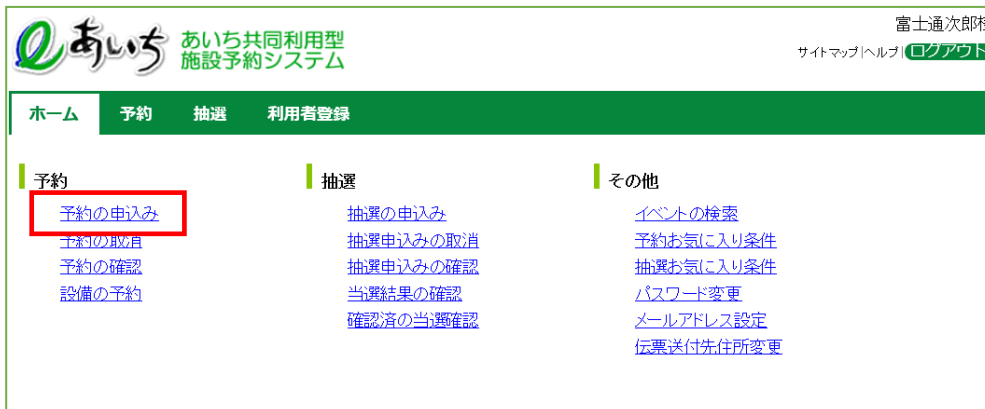 富士通次郎様
あいち あいち共同利用型
施設予約システム
サイトマップ|ヘルプ|ログアウト
ホーム 予約 抽選 利用者登録
予約 抽選 その他
予約の申込み 抽選の申込み イベントの検索
予約の取消 抽選申込みの取消 予約お気に入り条件
予約の確認 抽選申込みの確認 抽選お気に入り条件
設備の予約 当選結果の確認 パスワード変更
確認済の当選確認 メールアドレス設定
伝票送付先住所変更